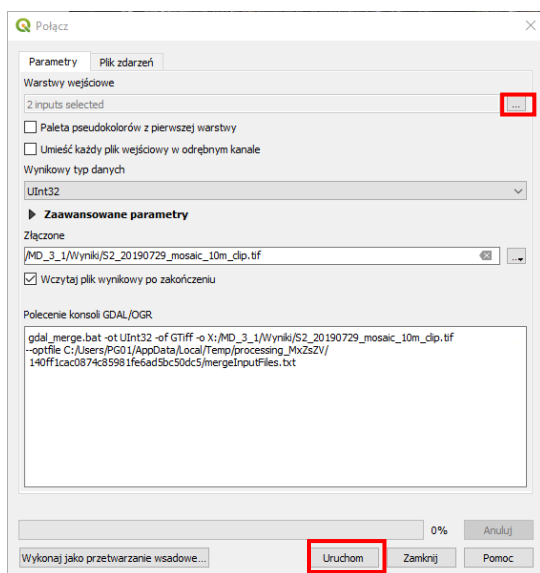 Połącz
Parametry Plik zdarzeń
Warstwy wejściowe
2 inputs selected
...
Paleta pseudokolorów z pierwszej warstwy
Umieść każdy plik wejściowy w odrębnym kanale
Wynikowy typ danych
UInt32
Zaawansowane parametry
Złączone
/MD_3_1/Wyniki/S2_20190729_mosaic_10m_clip.tif
...
Wczytaj plik wynikowy po zakończeniu
Polecenie konsoli GDAL/OGR
gdal_merge.bat -ot UInt32 -of GTiff -o X:/MD_3_1/Wyniki/S2_20190729_mosaic_10m_clip.tif
--optfile C:/Users/PG01/AppData/Local/Temp/processing_MxZsZV/
140ff1cac0874c85981fe6ad5bc50dc5/mergeInputFiles.txt
0% Anuluj
Wykonaj jako przetwarzanie wsadowe... Uruchom Zamknij Pomoc